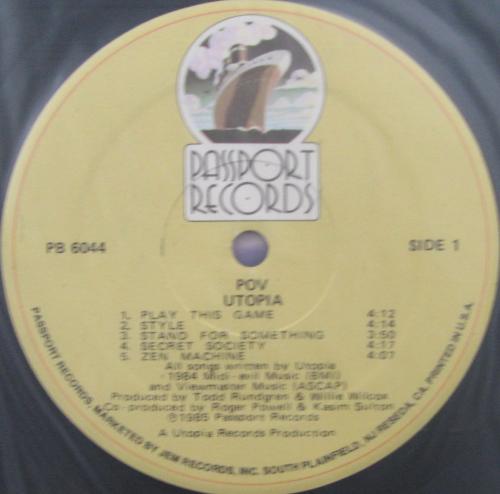 PASSPORT
RECORDS
PB 6044
SIDE 1
POV
UTOPIA
1. PLAY THIS GAME 4:12
2. STYLE 4:14
3. STAND FOR SOMETHING 3:50
4. SECRET SOCIETY 4:17
5. ZEN MACHINE 4:07
All songs written by Utopia
1984 Midi-evil Music (BMI)
and Viewmaster Music (ASCAP)
Produced by Todd Rundgren & Willie Wilcox
Co-produced by Roger Powell & Kasim Sulton
℗1985 Passport Records
A Utopia Records Production
PASSPORT RECORDS, MARKETED BY JEM RECORDS, INC. SOUTH PLAINFIELD, NJ RESEDA, CA. PRINTED IN U.S.A.